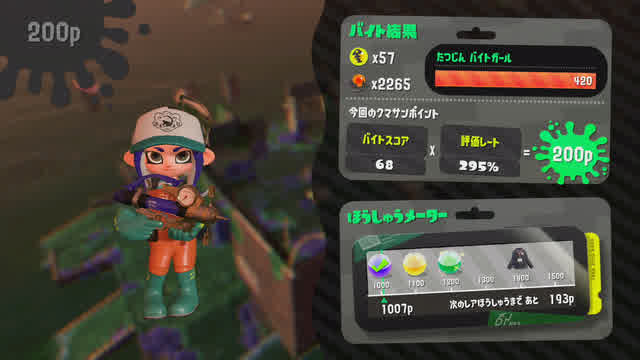 200p
バイト結果
x57
x2265
たつじん バイトガール
420
今回のクマサンポイント
バイトスコア
68
x
評価レート
295%
=
200p
ほうしゅうメーター
1000 1100 1200 1300 1500
1007p
次のレアほうしゅうまで あと 193p